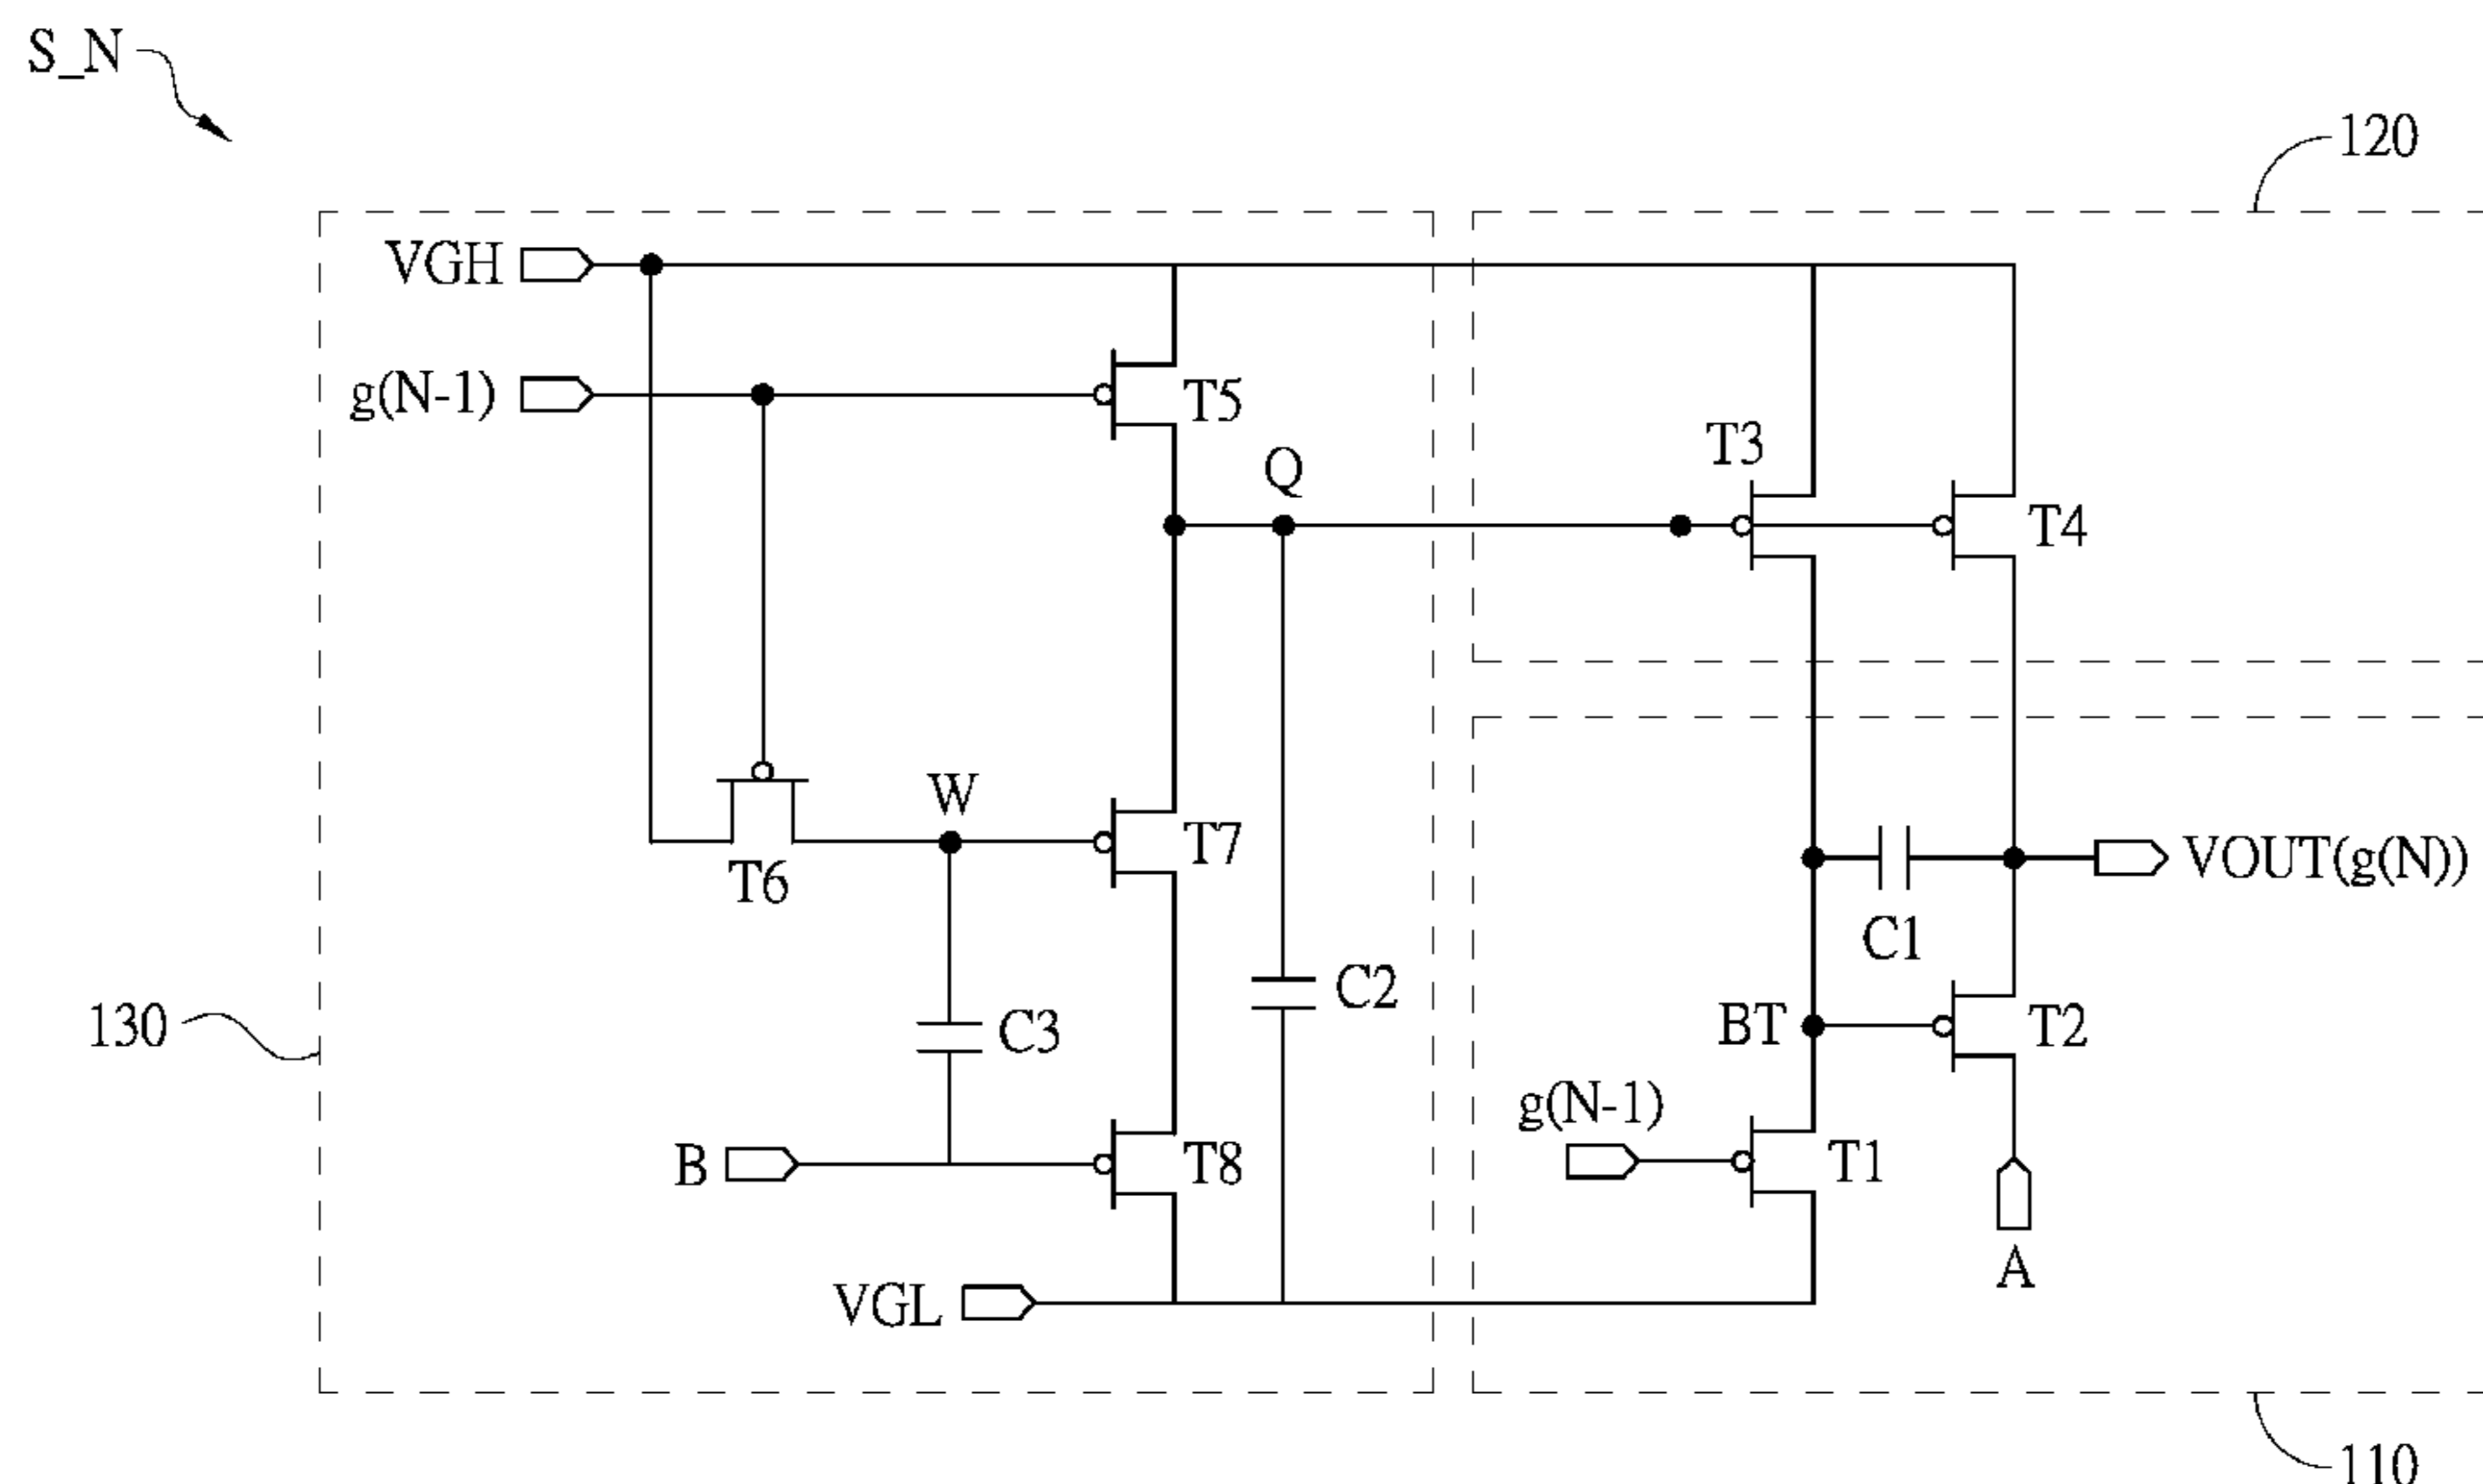 S_N
120
VGH
g(N-1)
T5
T3
Q
T4
W
T7
T6
VOUT(g(N))
C1
C2
130
C3
BT
T2
g(N-1)
B
T8
T1
A
VGL
110